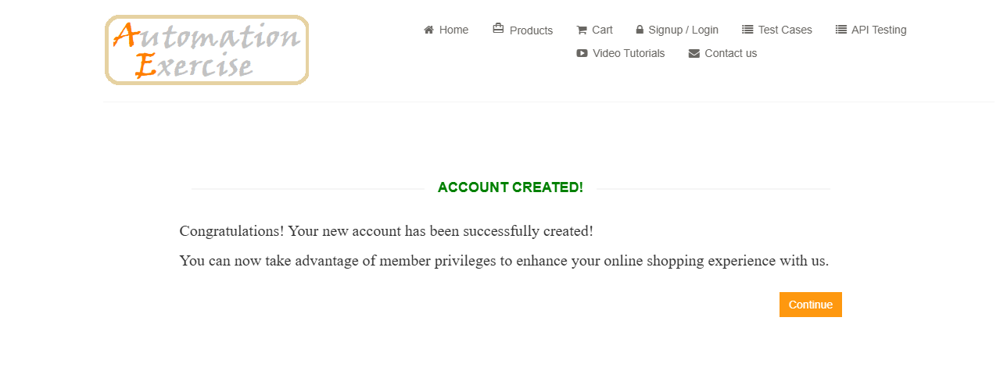 Automation
Exercise
Home Products Cart Signup / Login Test Cases API Testing
Video Tutorials Contact us
ACCOUNT CREATED!
Congratulations! Your new account has been successfully created!
You can now take advantage of member privileges to enhance your online shopping experience with us.
Continue